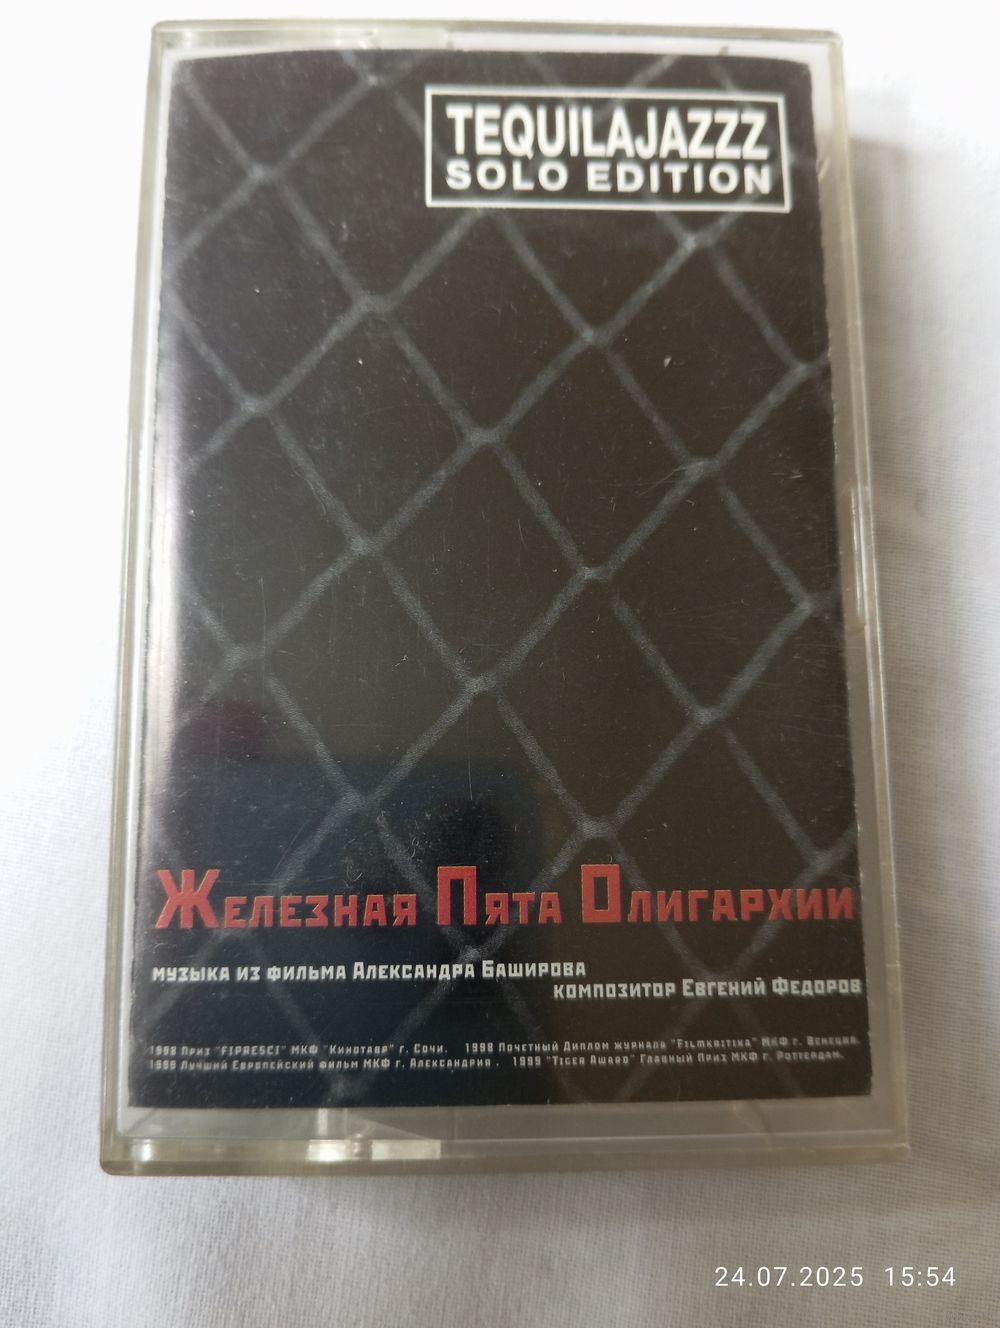 TEQUILAJAZZZ
SOLO EDITION
Железная Пята Олигархии
музыка из фильма Александра Баширова
композитор Евгений Федоров
1998 Приз "FIPRESCI" МКФ "Кинотавр" г. Сочи. 1998 Почетный Диплом журнала "Filmkritika" МКФ г. Венеция.
1999 Лучший Европейский фильм МКФ г. Александрия. 1999 "Tiger Award" Главный Приз МКФ г. Роттердам.
24.07.2025 15:54